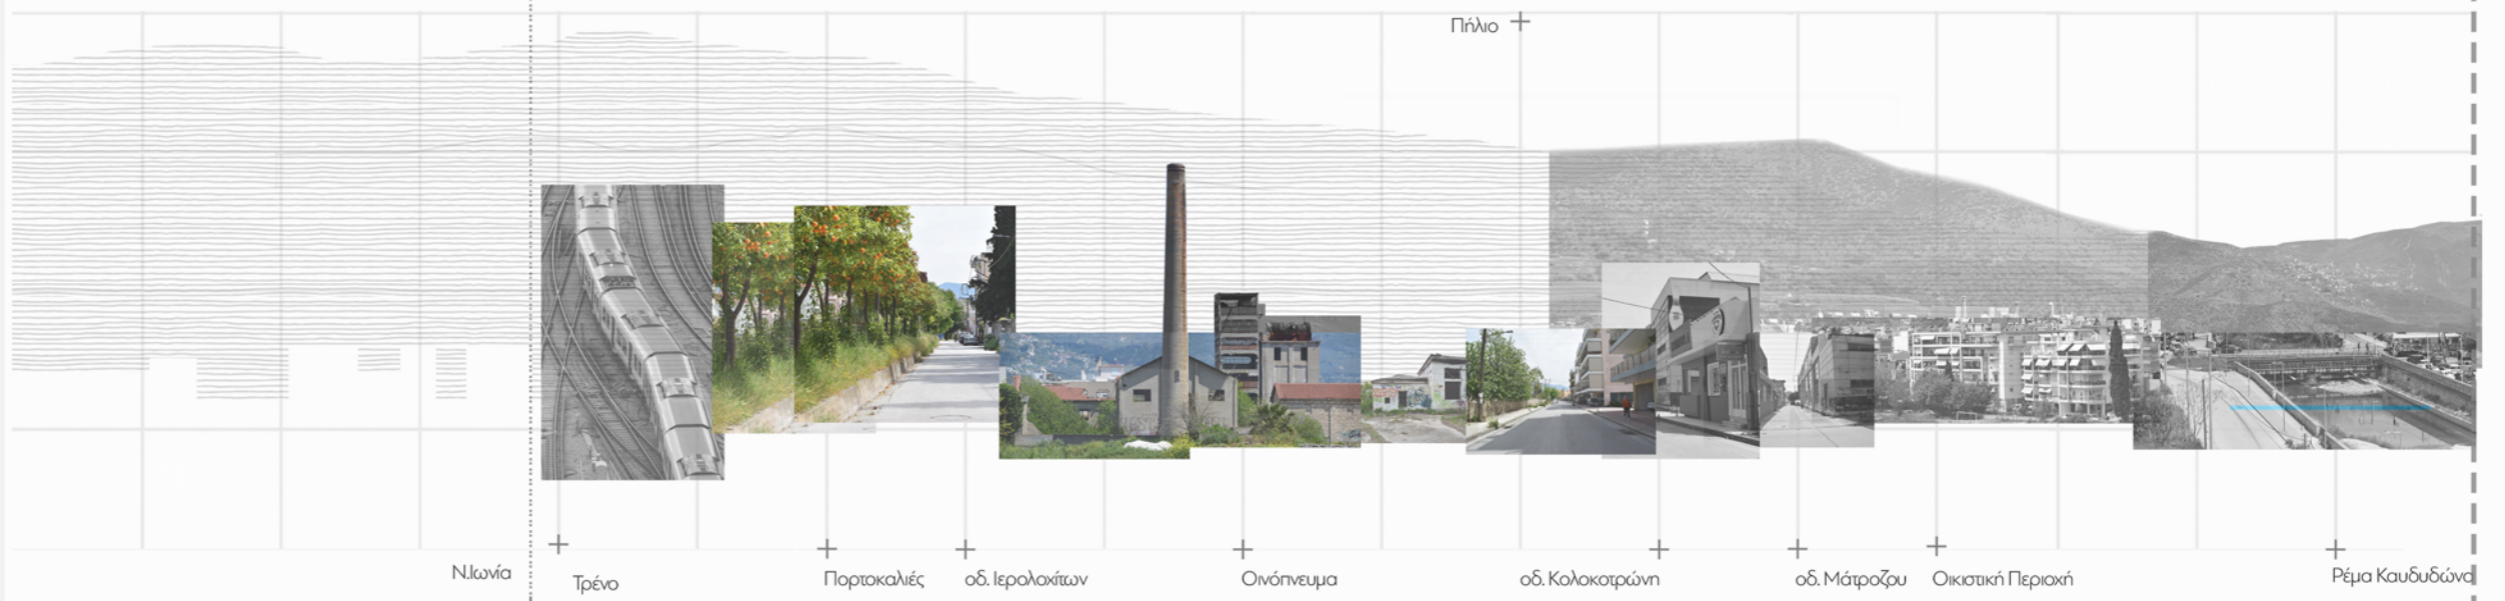 Πήλιο
Ν.Ιωνία
Τρένο
Πορτοκαλιές
οδ. Ιερολοχίτων
Οινόπνευμα
οδ. Κολοκοτρώνη
οδ. Μάτροζου
Οικιστική Περιοχή
Ρέμα Καυδυδώνα